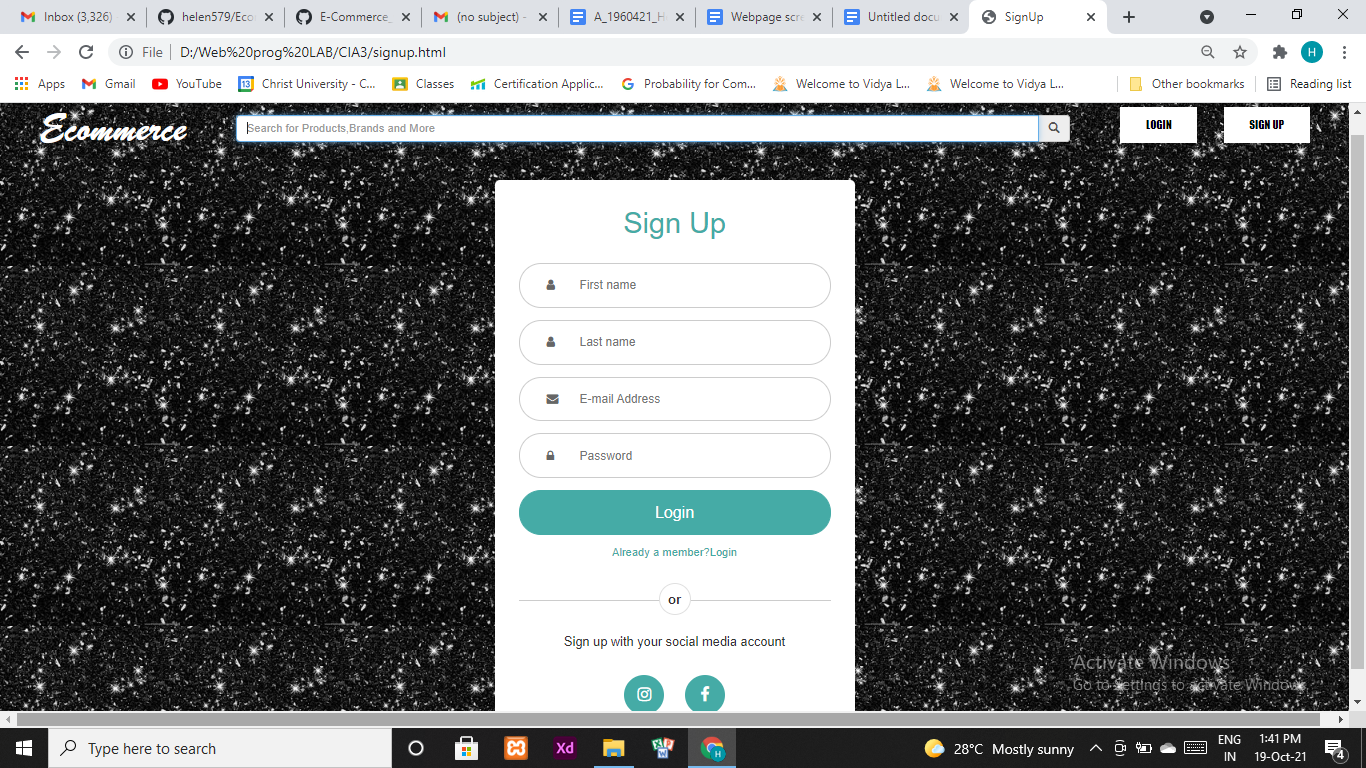 Inbox (3,326)
helen579/Eco
E-Commerce_
(no subject) -
A_1960421_H
Webpage scre
Untitled docu
SignUp
File
D:/Web%20prog%20LAB/CIA3/signup.html
H
Apps
Gmail
YouTube
13
Christ University - C...
Classes
Certification Applic...
G
Probability for Com...
Welcome to Vidya L...
Welcome to Vidya L...
Other bookmarks
Reading list
Ecommerce
Search for Products,Brands and More
LOGIN
SIGN UP
Sign Up
First name
Last name
E-mail Address
Password
Login
Already a member?Login
or
Sign up with your social media account
Activate Windows
Go to Settings to activate Windows.
Type here to search
Xd
H
28°C Mostly sunny
ENG
IN
1:41 PM
19-Oct-21
4